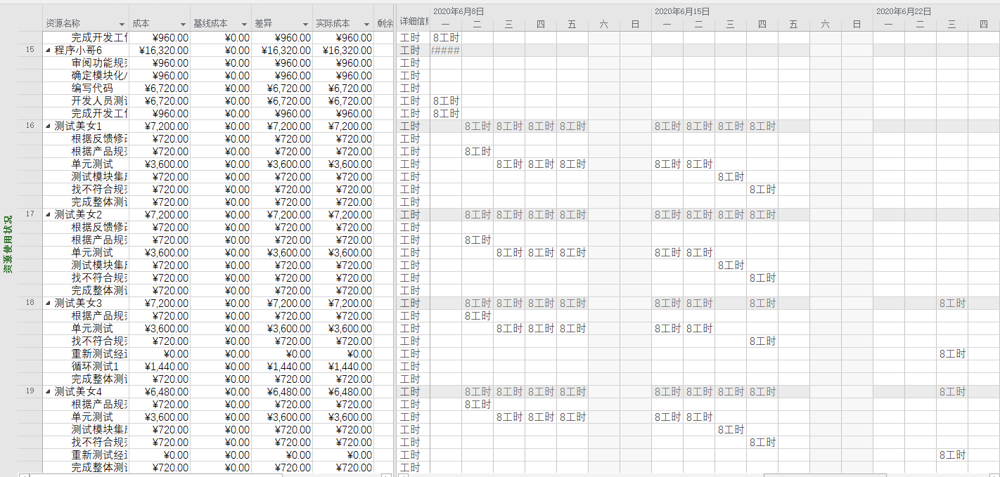 2020年6月8日 2020年6月15日 2020年6月22日
资源名称 成本 基线成本 差异 实际成本 剩余 详细信息 一 二 三 四 五 六 日 一 二 三 四 五 六 日 一 二 三 四
完成开发工作 ¥960.00 ¥0.00 ¥960.00 ¥960.00 工时 8工时
15 程序小哥6 ¥16,320.00 ¥0.00 ¥16,320.00 ¥16,320.00 工时 #####
审阅功能规范 ¥960.00 ¥0.00 ¥960.00 ¥960.00 工时
确定模块化/ ¥960.00 ¥0.00 ¥960.00 ¥960.00 工时
编写代码 ¥6,720.00 ¥0.00 ¥6,720.00 ¥6,720.00 工时
开发人员测试 ¥6,720.00 ¥0.00 ¥6,720.00 ¥6,720.00 工时 8工时
完成开发工作 ¥960.00 ¥0.00 ¥960.00 ¥960.00 工时 8工时
16 测试美女1 ¥7,200.00 ¥0.00 ¥7,200.00 ¥7,200.00 工时 8工时 8工时 8工时 8工时 8工时 8工时 8工时 8工时
根据反馈修改 ¥720.00 ¥0.00 ¥720.00 ¥720.00 工时
根据产品规范 ¥720.00 ¥0.00 ¥720.00 ¥720.00 工时 8工时
单元测试 ¥3,600.00 ¥0.00 ¥3,600.00 ¥3,600.00 工时 8工时 8工时 8工时 8工时 8工时
测试模块集成 ¥720.00 ¥0.00 ¥720.00 ¥720.00 工时 8工时
找不符合规范 ¥720.00 ¥0.00 ¥720.00 ¥720.00 工时 8工时
完成整体测试 ¥720.00 ¥0.00 ¥720.00 ¥720.00 工时
17 测试美女2 ¥7,200.00 ¥0.00 ¥7,200.00 ¥7,200.00 工时 8工时 8工时 8工时 8工时 8工时 8工时 8工时 8工时
根据反馈修改 ¥720.00 ¥0.00 ¥720.00 ¥720.00 工时
根据产品规范 ¥720.00 ¥0.00 ¥720.00 ¥720.00 工时 8工时
单元测试 ¥3,600.00 ¥0.00 ¥3,600.00 ¥3,600.00 工时 8工时 8工时 8工时 8工时 8工时
测试模块集成 ¥720.00 ¥0.00 ¥720.00 ¥720.00 工时 8工时
找不符合规范 ¥720.00 ¥0.00 ¥720.00 ¥720.00 工时 8工时
完成整体测试 ¥720.00 ¥0.00 ¥720.00 ¥720.00 工时
18 测试美女3 ¥7,200.00 ¥0.00 ¥7,200.00 ¥7,200.00 工时 8工时 8工时 8工时 8工时 8工时 8工时 8工时 8工时
根据产品规范 ¥720.00 ¥0.00 ¥720.00 ¥720.00 工时 8工时
单元测试 ¥3,600.00 ¥0.00 ¥3,600.00 ¥3,600.00 工时 8工时 8工时 8工时 8工时 8工时
找不符合规范 ¥720.00 ¥0.00 ¥720.00 ¥720.00 工时 8工时
重新测试经过 ¥0.00 ¥0.00 ¥0.00 ¥0.00 工时 8工时
循环测试1 ¥1,440.00 ¥0.00 ¥1,440.00 ¥1,440.00 工时
完成整体测试 ¥720.00 ¥0.00 ¥720.00 ¥720.00 工时
19 测试美女4 ¥6,480.00 ¥0.00 ¥6,480.00 ¥6,480.00 工时 8工时 8工时 8工时 8工时 8工时 8工时 8工时 8工时 8工时
根据产品规范 ¥720.00 ¥0.00 ¥720.00 ¥720.00 工时 8工时
单元测试 ¥3,600.00 ¥0.00 ¥3,600.00 ¥3,600.00 工时 8工时 8工时 8工时 8工时 8工时
测试模块集成 ¥720.00 ¥0.00 ¥720.00 ¥720.00 工时 8工时
找不符合规范 ¥720.00 ¥0.00 ¥720.00 ¥720.00 工时 8工时
重新测试经过 ¥0.00 ¥0.00 ¥0.00 ¥0.00 工时 8工时
完成整体测试 ¥720.00 ¥0.00 ¥720.00 ¥720.00 工时
资源使用状况